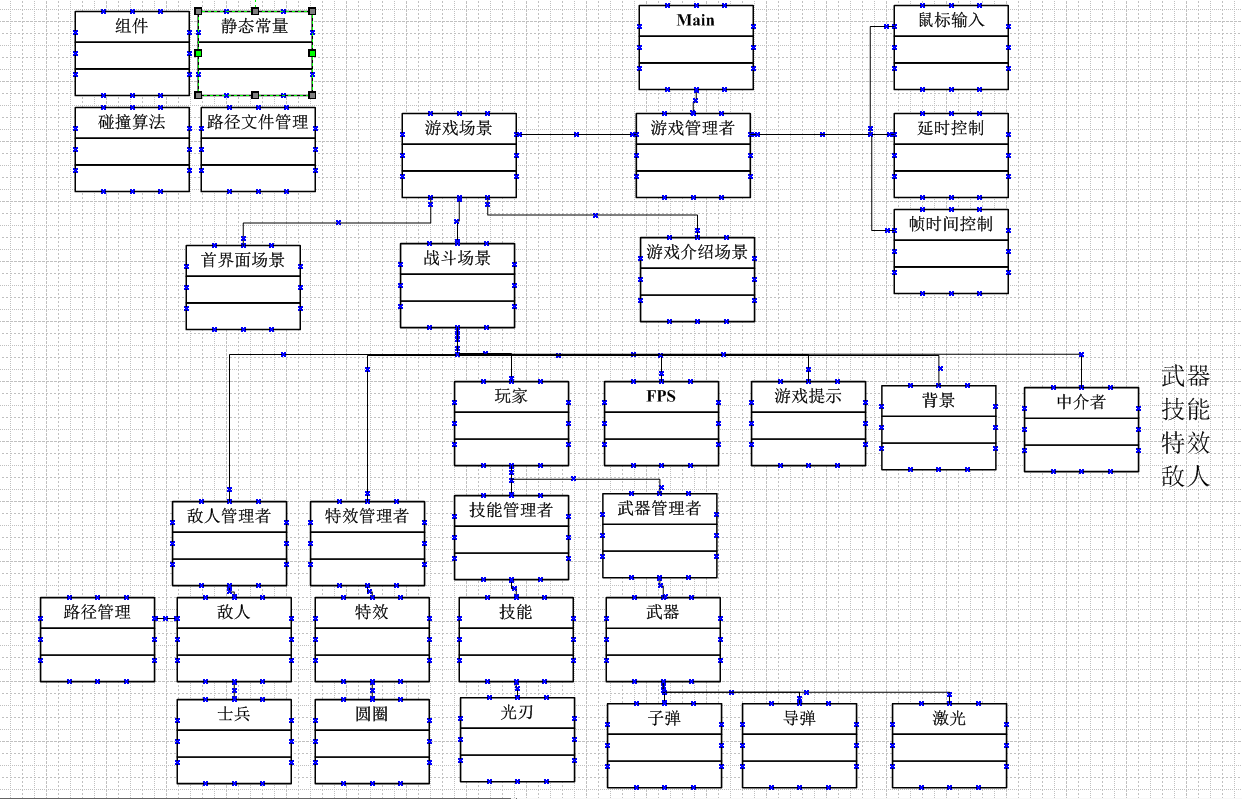 组件
静态常量
Main
鼠标输入
碰撞算法
路径文件管理
游戏场景
游戏管理者
延时控制
帧时间控制
首界面场景
战斗场景
游戏介绍场景
玩家
FPS
游戏提示
背景
中介者
武器
技能
特效
敌人
敌人管理者
特效管理者
技能管理者
武器管理者
路径管理
敌人
特效
技能
武器
士兵
圆圈
光刃
子弹
导弹
激光